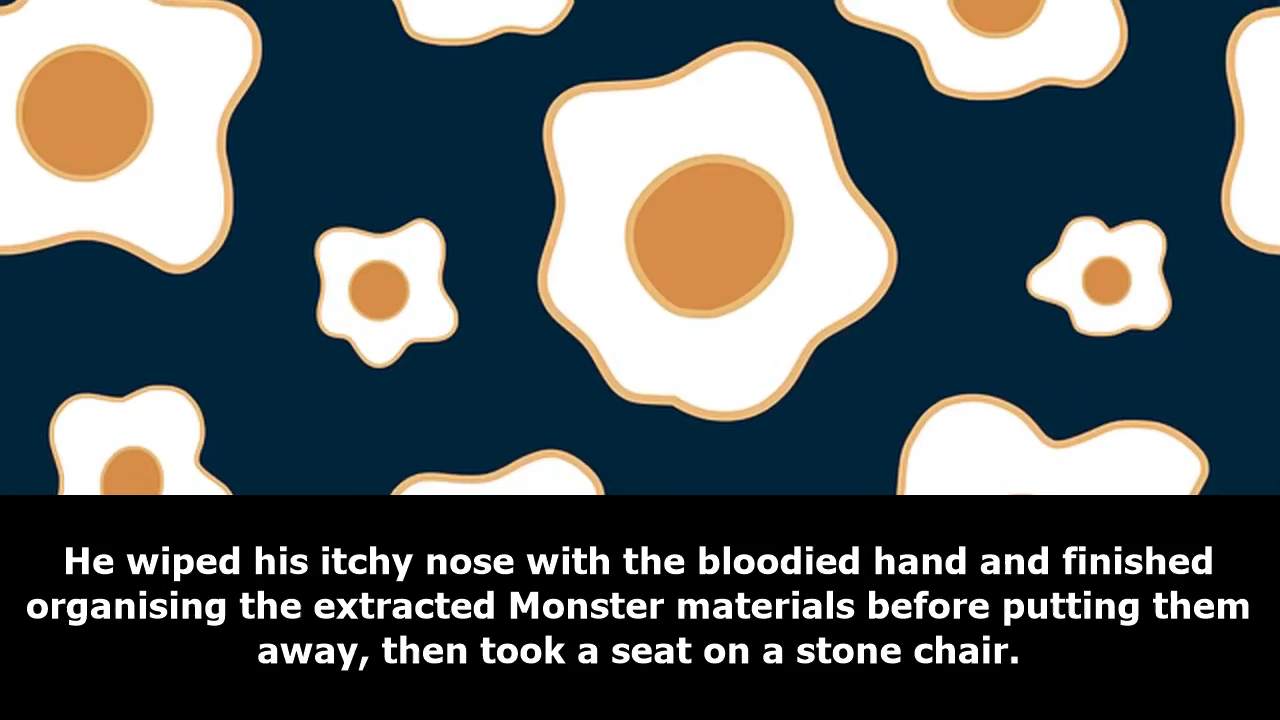 He wiped his itchy nose with the bloodied hand and finished
organising the extracted Monster materials before putting them
away, then took a seat on a stone chair.